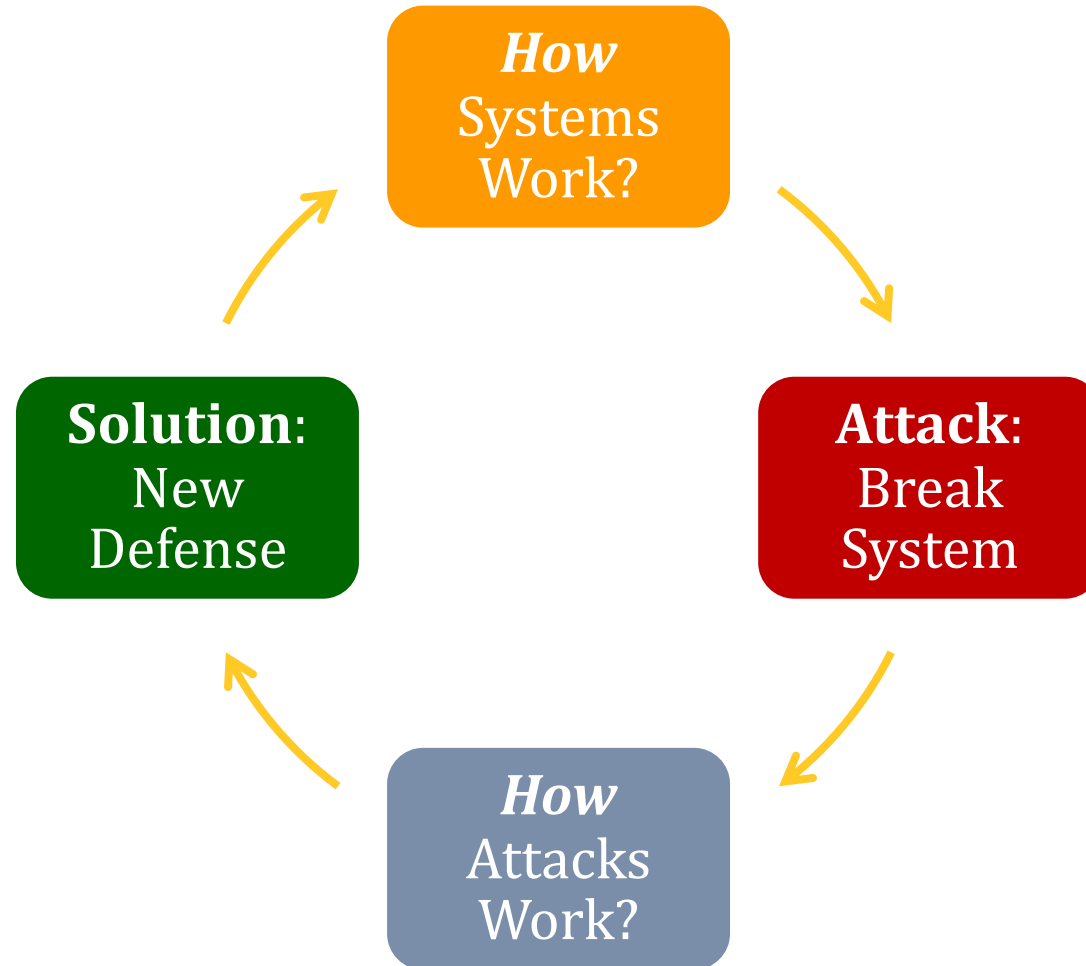 How
Systems
Work?
Solution:
New
Defense
Attack:
Break
System
How
Attacks
Work?